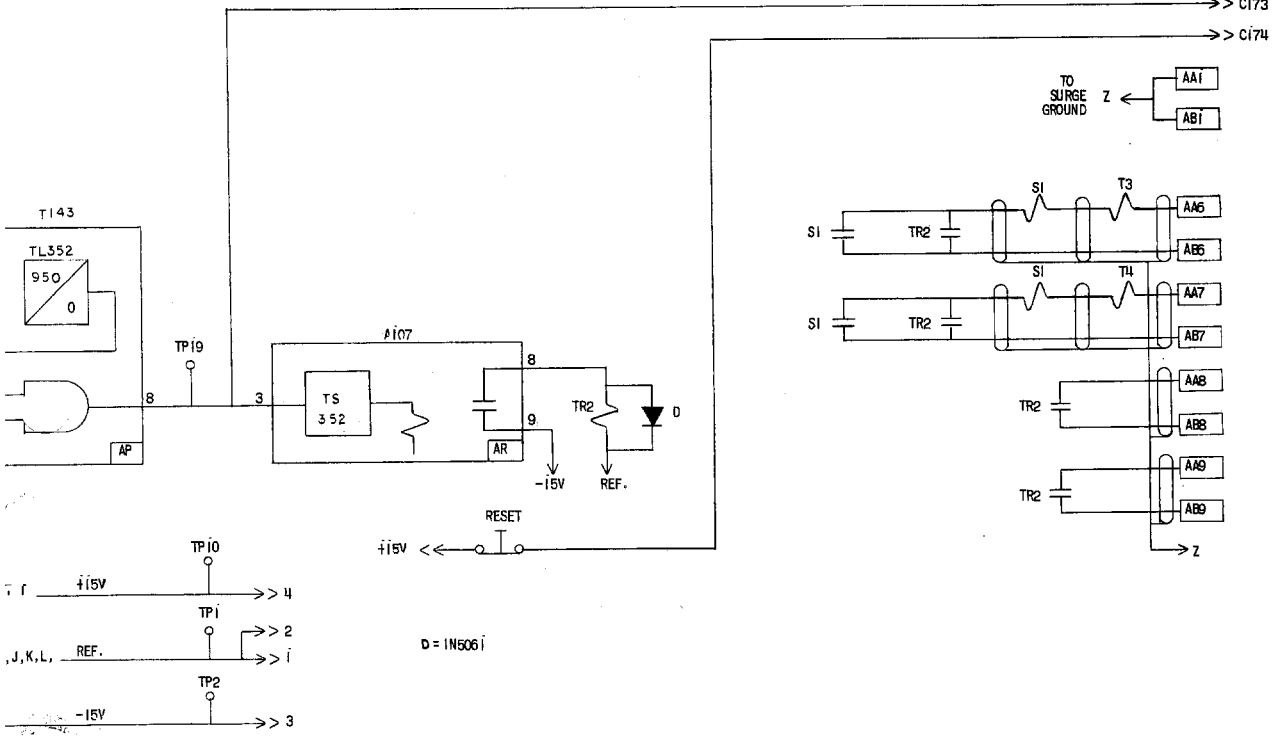 >> C173
>> C174
TO
SURGE Z
GROUND
AA1
AB1
T143
TL352
950
0
S1 T3
AA6
S1 TR2
AB6
S1 T4
AA7
S1 TR2
AB7
AA8
TR2
AB8
AA9
TR2
AB9
Z
TP19
A107
8
8 3
TS
352
TR2 D
9
AP
AR
-15V REF.
RESET
+15V <<
TP10
+15V >> 4
TP1
>> 2
,J,K,L, REF. >> 1
D = 1N5061
TP2
-15V >> 3